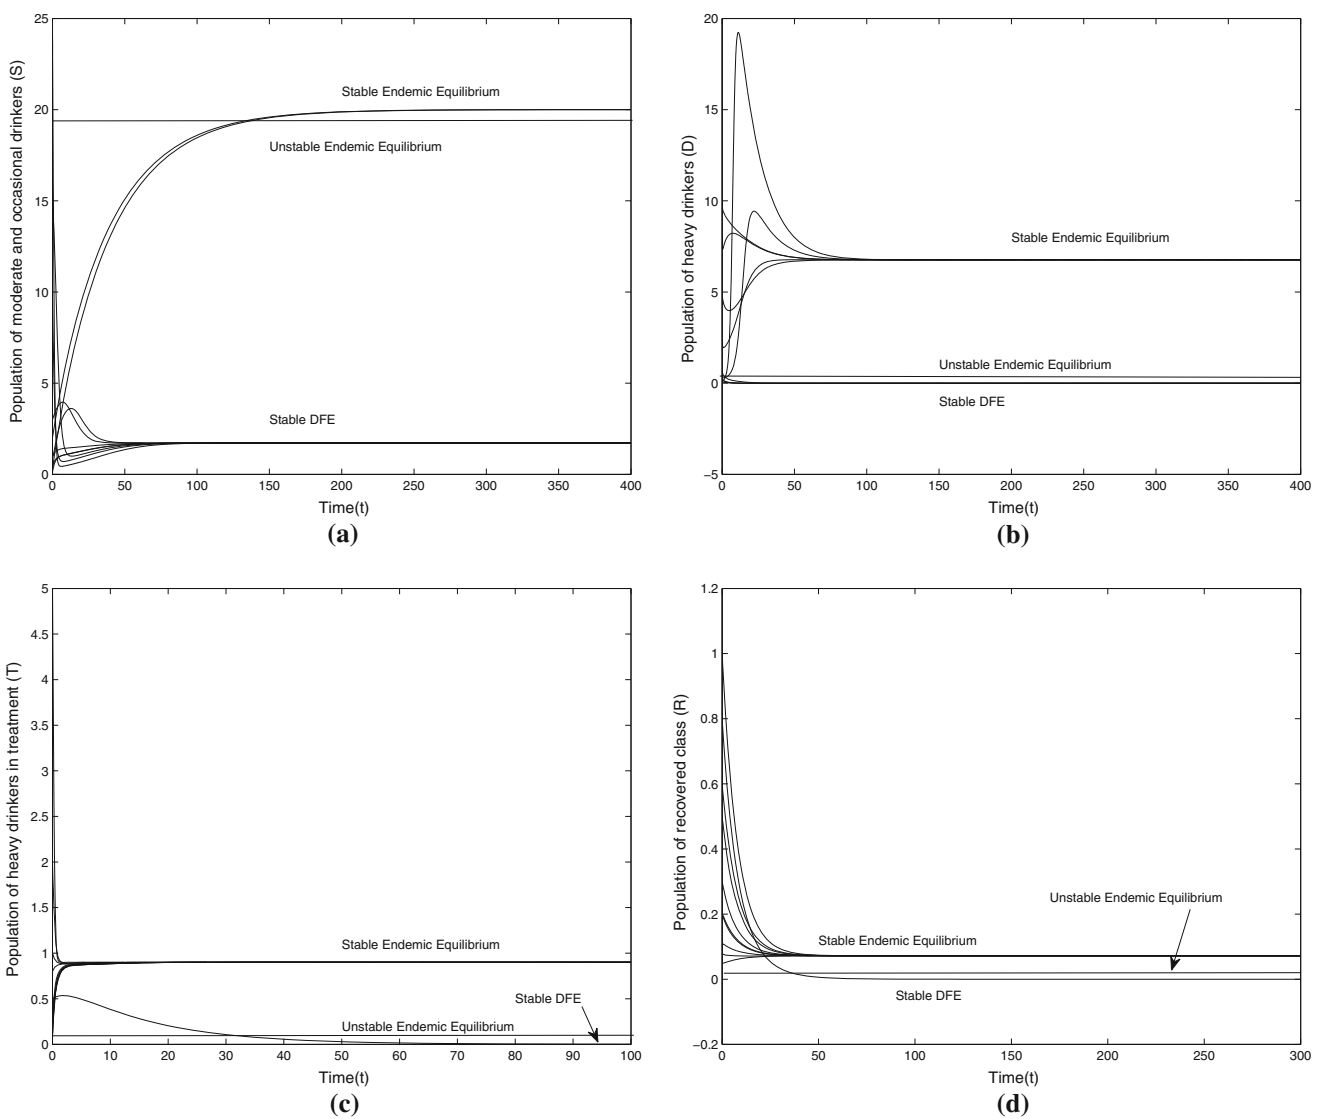 25
20
15
10
5
0
0 50 100 150 200 250 300 350 400
Population of moderate and occasional drinkers (S)
Stable Endemic Equilibrium
Unstable Endemic Equilibrium
Stable DFE
Time(t)
(a)
20
15
10
5
0
−5
0 50 100 150 200 250 300 350 400
Population of heavy drinkers (D)
Stable Endemic Equilibrium
Unstable Endemic Equilibrium
Stable DFE
Time(t)
(b)
5
4.5
4
3.5
3
2.5
2
1.5
1
0.5
0
0 10 20 30 40 50 60 70 80 90 100
Population of heavy drinkers in treatment (T)
Stable Endemic Equilibrium
Stable DFE
Unstable Endemic Equilibrium
Time(t)
(c)
1.2
1
0.8
0.6
0.4
0.2
0
−0.2
0 50 100 150 200 250 300
Population of recovered class (R)
Unstable Endemic Equilibrium
Stable Endemic Equilibrium
Stable DFE
Time(t)
(d)